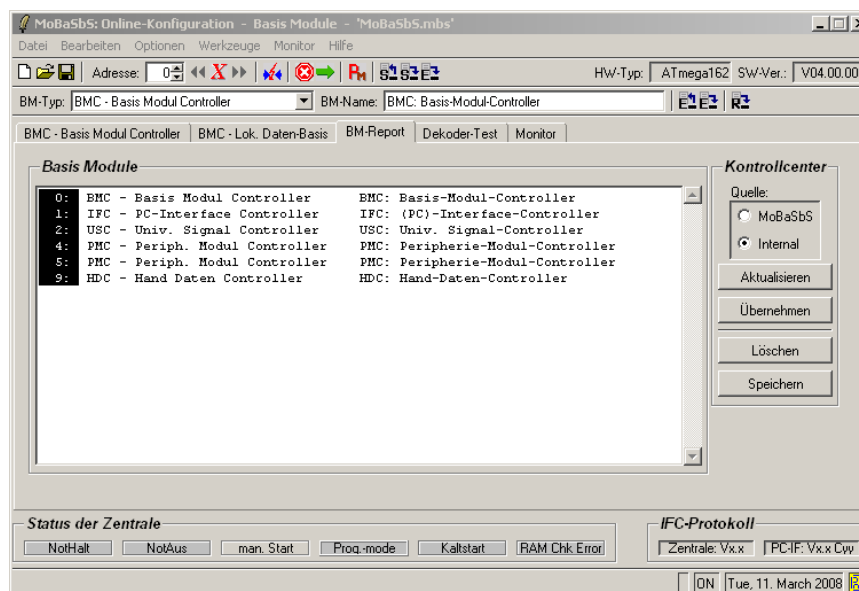 MoBaSbS: Online-Konfiguration - Basis Module - 'MoBaSbS.mbs'
Datei Bearbeiten Optionen Werkzeuge Monitor Hilfe
Adresse: 0 HW-Typ: ATmega162 SW-Ver.: V04.00.00
BM-Typ: BMC - Basis Modul Controller BM-Name: BMC: Basis-Modul-Controller
BMC - Basis Modul Controller BMC - Lok. Daten-Basis BM-Report Dekoder-Test Monitor
Basis Module Kontrollcenter
Quelle:
0: BMC - Basis Modul Controller BMC: Basis-Modul-Controller
1: IFC - PC-Interface Controller IFC: (PC)-Interface-Controller
2: USC - Univ. Signal Controller USC: Univ. Signal-Controller
4: PMC - Periph. Modul Controller PMC: Peripherie-Modul-Controller
5: PMC - Periph. Modul Controller PMC: Peripherie-Modul-Controller
9: HDC - Hand Daten Controller HDC: Hand-Daten-Controller
MoBaSbS
Internal
Aktualisieren
Übernehmen
Löschen
Speichern
Status der Zentrale IFC-Protokoll
NotHalt NotAus man. Start Prog.-mode Kaltstart RAM Chk Error Zentrale: Vx.x PC-IF: Vx.x Cyy
ON Tue, 11. March 2008